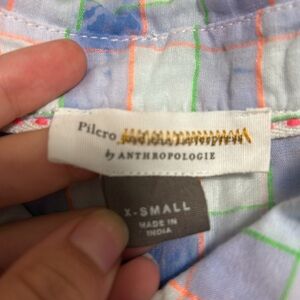 Pilcro
by ANTHROPOLOGIE
X-SMALL
MADE IN
INDIA